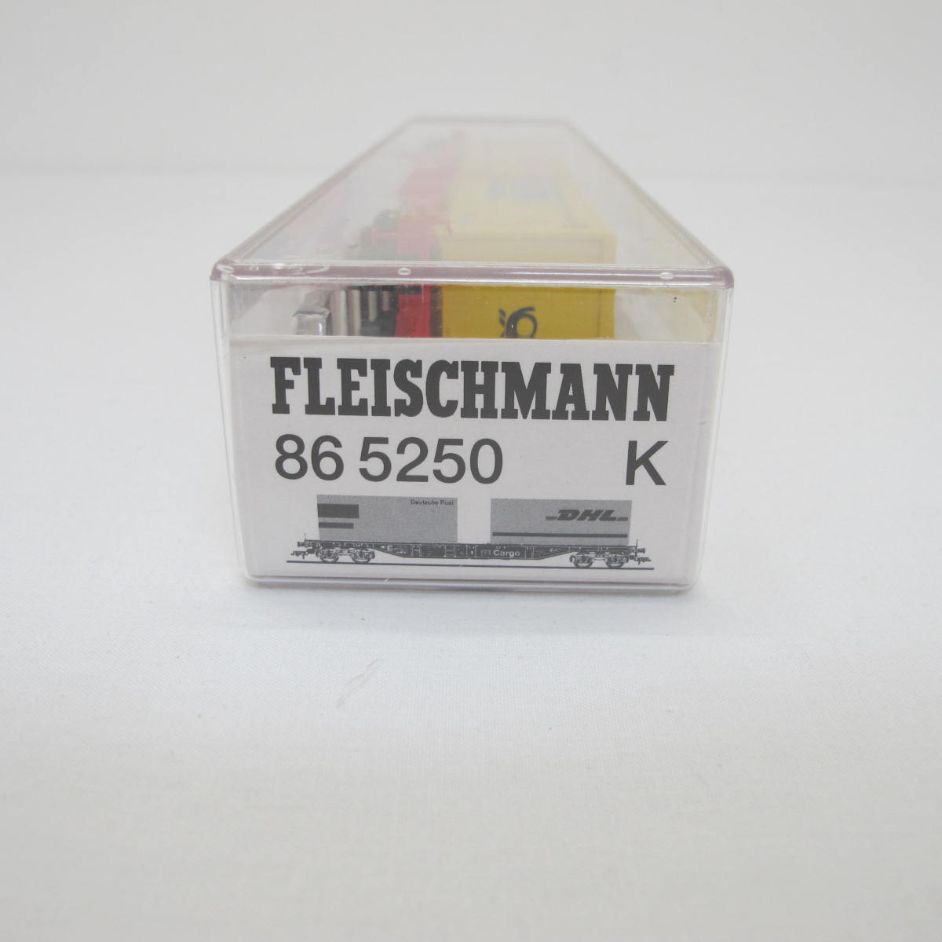 FLEISCHMANN
86 5250 K
Deutsche Post
DHL
Cargo